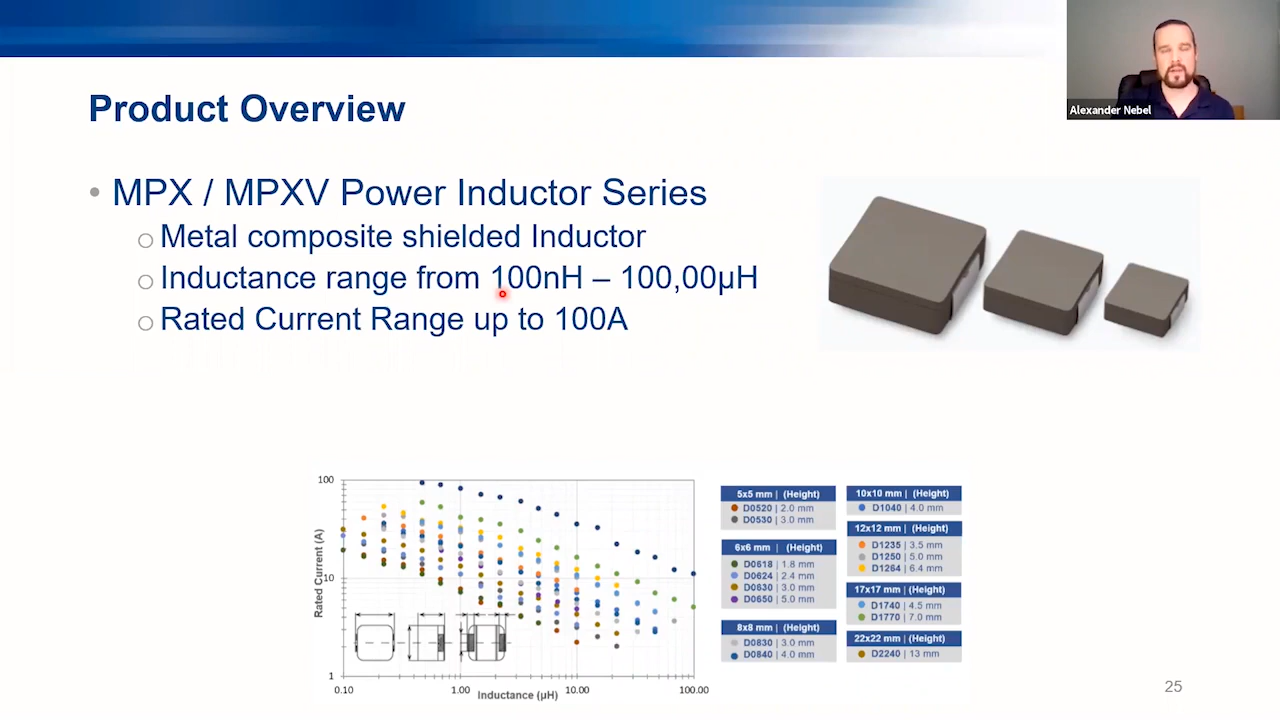 Alexander Nebel
Product Overview
• MPX / MPXV Power Inductor Series
Metal composite shielded Inductor
Inductance range from 100nH – 100,00µH
Rated Current Range up to 100A
100
10
1
Rated Current (A)
0.10
1.00
10.00
100.00
Inductance (µH)
5x5 mm | (Height)
D0520 | 2.0 mm
D0530 | 3.0 mm
6x6 mm | (Height)
D0618 | 1.8 mm
D0624 | 2.4 mm
D0630 | 3.0 mm
D0650 | 5.0 mm
8x8 mm | (Height)
D0830 | 3.0 mm
D0840 | 4.0 mm
10x10 mm | (Height)
D1040 | 4.0 mm
12x12 mm | (Height)
D1235 | 3.5 mm
D1250 | 5.0 mm
D1264 | 6.4 mm
17x17 mm | (Height)
D1740 | 4.5 mm
D1770 | 7.0 mm
22x22 mm | (Height)
D2240 | 13 mm
25